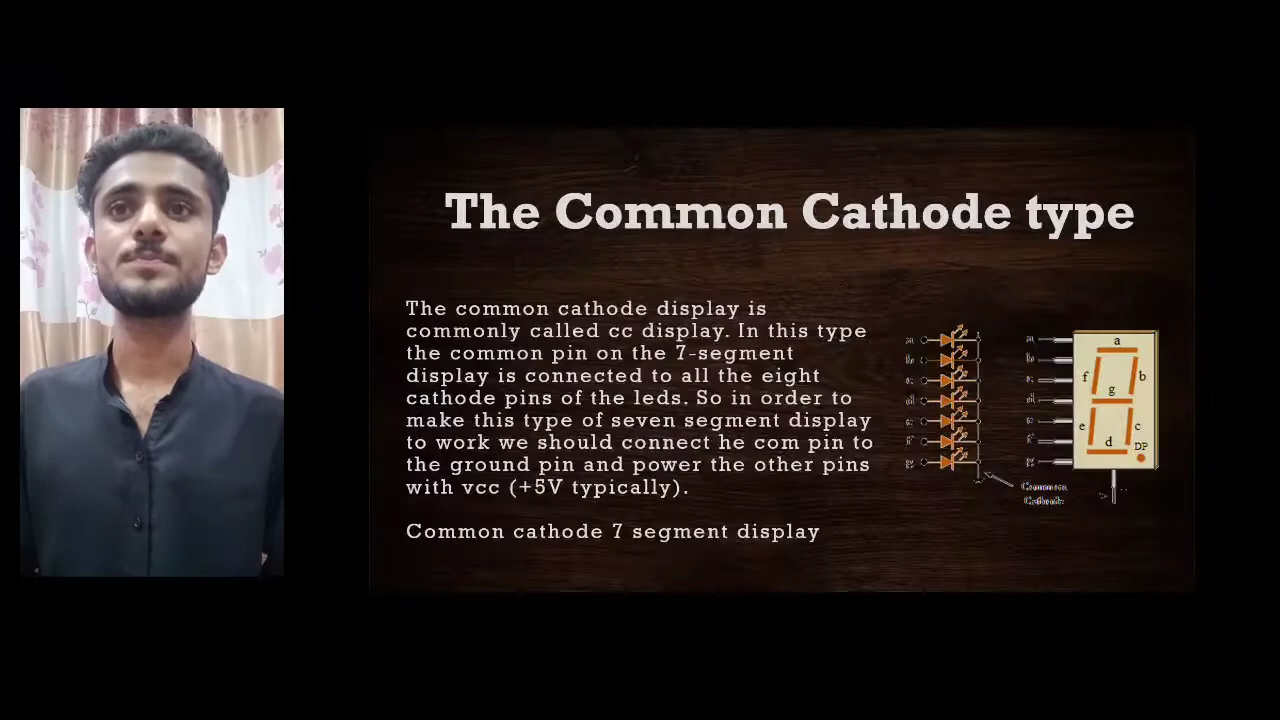 The Common Cathode type
The common cathode display is
commonly called cc display. In this type
the common pin on the 7-segment
display is connected to all the eight
cathode pins of the leds. So in order to
make this type of seven segment display
to work we should connect he com pin to
the ground pin and power the other pins
with vcc (+5V typically).
Common cathode 7 segment display
a
b
c
d
e
f
g
Common
Cathode
a
b
c
d
e
f
g
a
f
b
g
e
c
d
DP